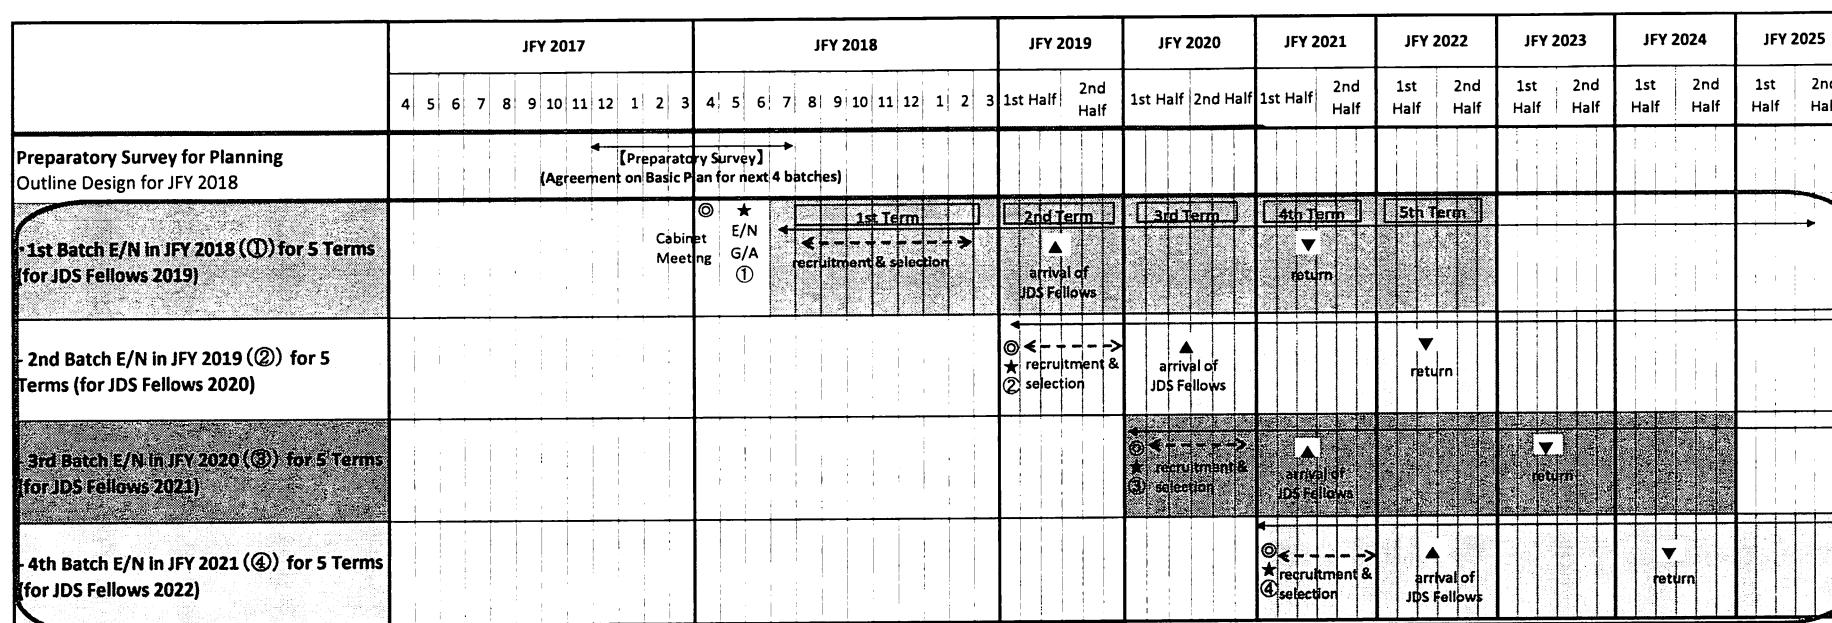 JFY 2017 JFY 2018 JFY 2019 JFY 2020 JFY 2021 JFY 2022 JFY 2023 JFY 2024 JFY 2025
4 5 6 7 8 9 10 11 12 1 2 3 4 5 6 7 8 9 10 11 12 1 2 3 1st Half 2nd Half 1st Half 2nd Half 1st Half 2nd Half 1st Half 2nd Half 1st Half 2nd Half 1st Half 2nd Half 1st Half
Preparatory Survey for Planning
Outline Design for JFY 2018
【Preparatory Survey】
(Agreement on Basic Plan for next 4 batches)
· 1st Batch E/N in JFY 2018 (①) for 5 Terms
(for JDS Fellows 2019)
◎ ★
Cabinet
Meeting
E/N
G/A
①
1st Term 2nd Term 3rd Term 4th Term 5th Term
recruitment & selection
▲
arrival of
JDS Fellows
▼
return
- 2nd Batch E/N in JFY 2019 (②) for 5
Terms (for JDS Fellows 2020)
◎
★ recruitment &
② selection
▲
arrival of
JDS Fellows
▼
return
- 3rd Batch E/N in JFY 2020 (③) for 5 Terms
(for JDS Fellows 2021)
◎
★ recruitment &
③ selection
▲
arrival of
JDS Fellows
▼
return
- 4th Batch E/N in JFY 2021 (④) for 5 Terms
(for JDS Fellows 2022)
◎
★ recruitment &
④ selection
▲
arrival of
JDS Fellows
▼
return